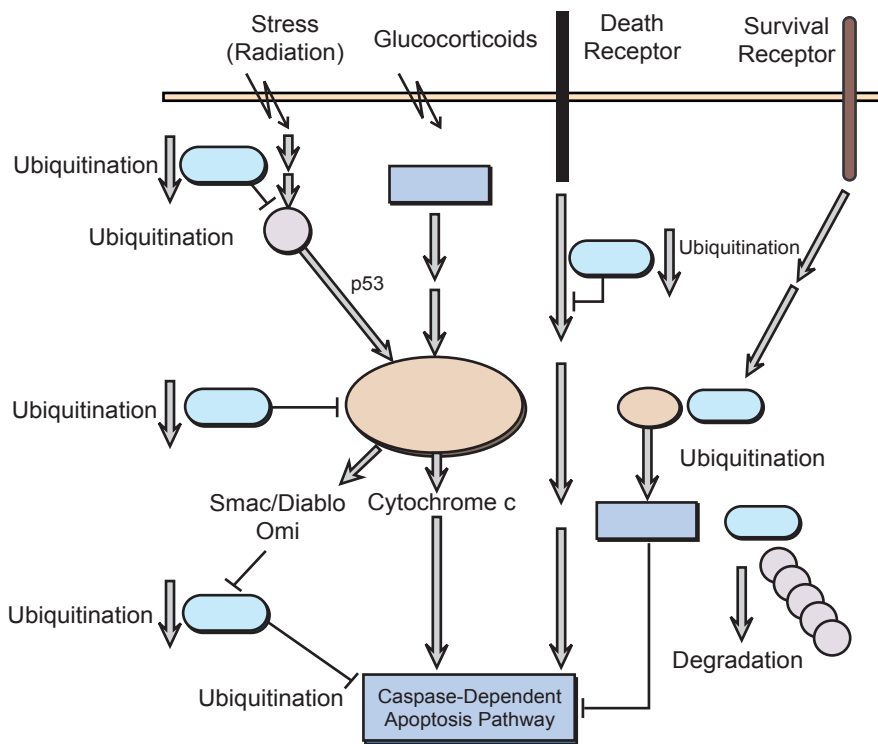 Stress
(Radiation)
Glucocorticoids
Death
Receptor
Survival
Receptor
Ubiquitination
Ubiquitination
p53
Ubiquitination
Ubiquitination
Ubiquitination
Smac/Diablo
Omi
Cytochrome c
Ubiquitination
Ubiquitination
Degradation
Caspase-Dependent
Apoptosis Pathway